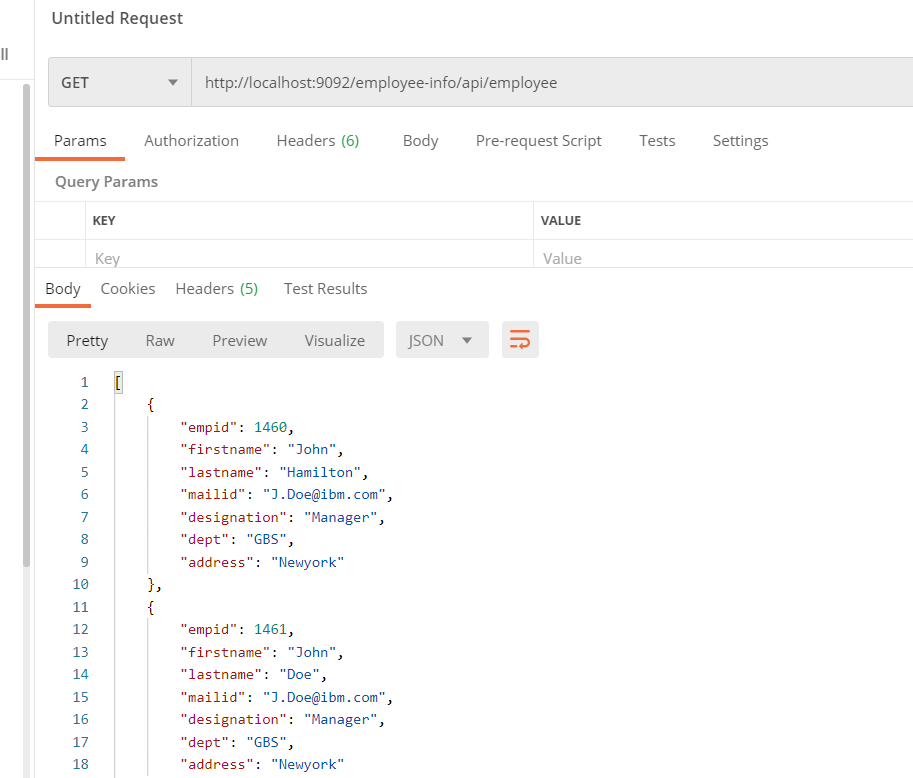 Untitled Request
ll
GET http://localhost:9092/employee-info/api/employee
Params Authorization Headers (6) Body Pre-request Script Tests Settings
Query Params
KEY VALUE
Key Value
Body Cookies Headers (5) Test Results
Pretty Raw Preview Visualize JSON
1 [
2 {
3 "empid": 1460,
4 "firstname": "John",
5 "lastname": "Hamilton",
6 "mailid": "J.Doe@ibm.com",
7 "designation": "Manager",
8 "dept": "GBS",
9 "address": "Newyork"
10 },
11 {
12 "empid": 1461,
13 "firstname": "John",
14 "lastname": "Doe",
15 "mailid": "J.Doe@ibm.com",
16 "designation": "Manager",
17 "dept": "GBS",
18 "address": "Newyork"